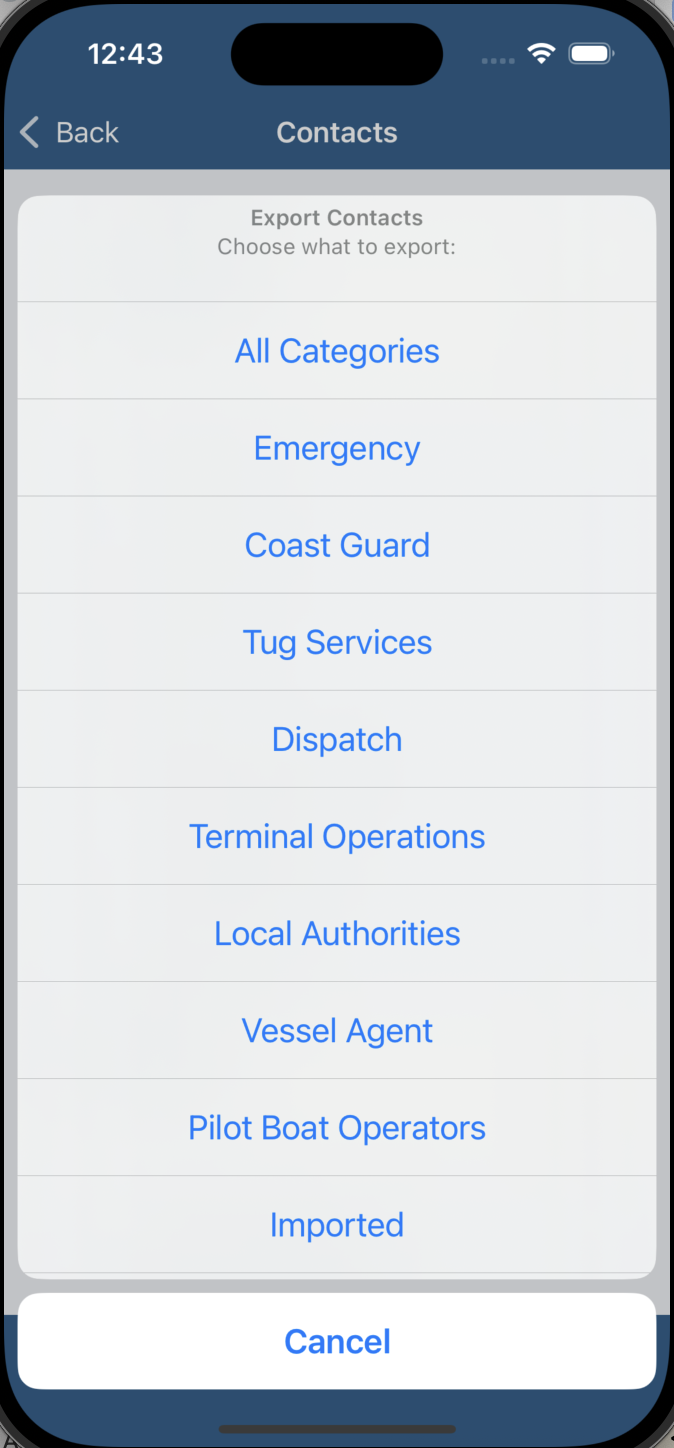 12:43
Back
Contacts
Export Contacts
Choose what to export:
All Categories
Emergency
Coast Guard
Tug Services
Dispatch
Terminal Operations
Local Authorities
Vessel Agent
Pilot Boat Operators
Imported
Cancel